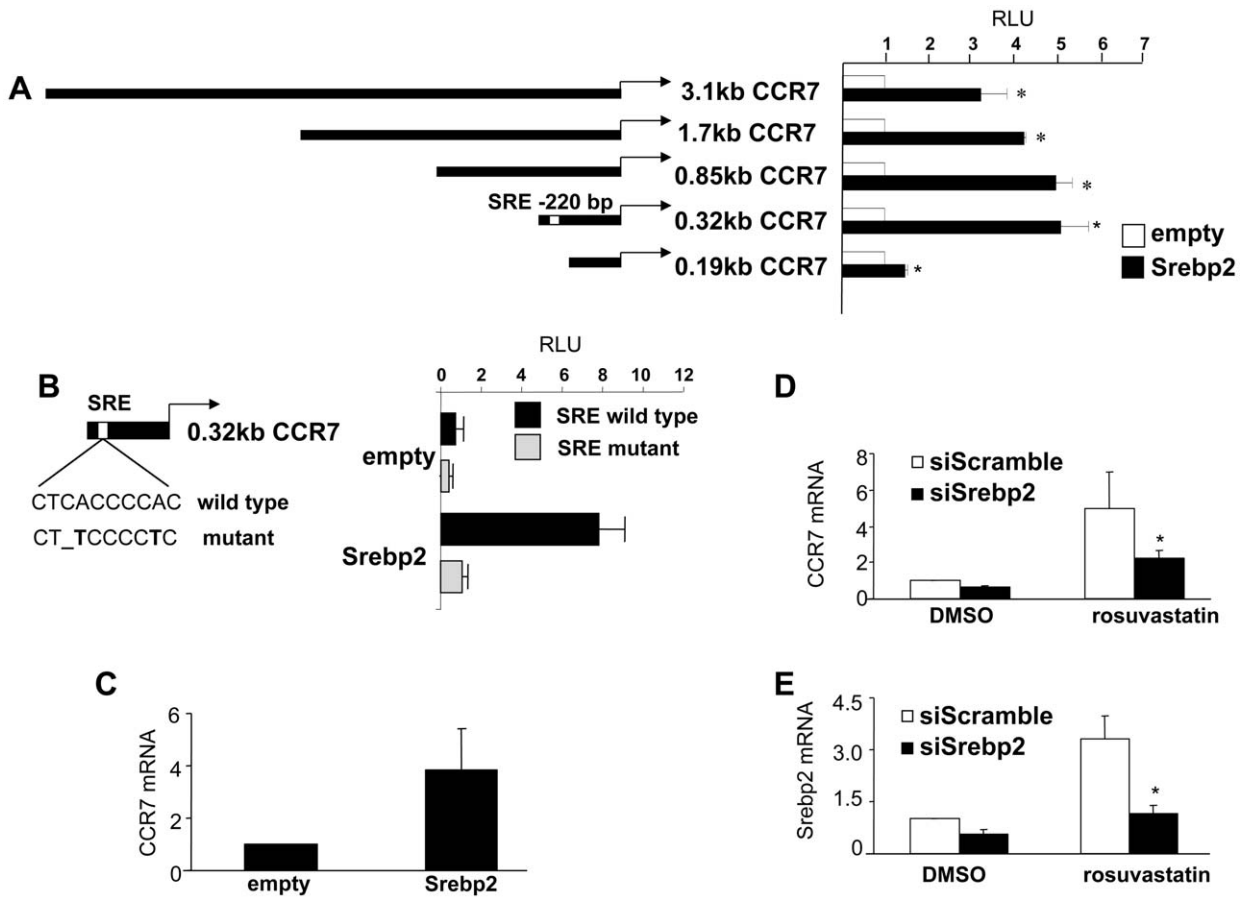 RLU
1 2 3 4 5 6 7
A
3.1kb CCR7
*
1.7kb CCR7
*
0.85kb CCR7
*
SRE -220 bp
0.32kb CCR7
*
empty
Srebp2
0.19kb CCR7
*
B
RLU
0 2 4 6 8 10 12
SRE
0.32kb CCR7
SRE wild type
SRE mutant
empty
CTCACCCCAC wild type
CT_TCCCCTC mutant
Srebp2
D
CCR7 mRNA
8
6
4
2
0
siScramble
siSrebp2
*
DMSO rosuvastatin
C
CCR7 mRNA
6
4
2
0
empty Srebp2
E
Srebp2 mRNA
4.5
3.0
1.5
0
siScramble
siSrebp2
*
DMSO rosuvastatin